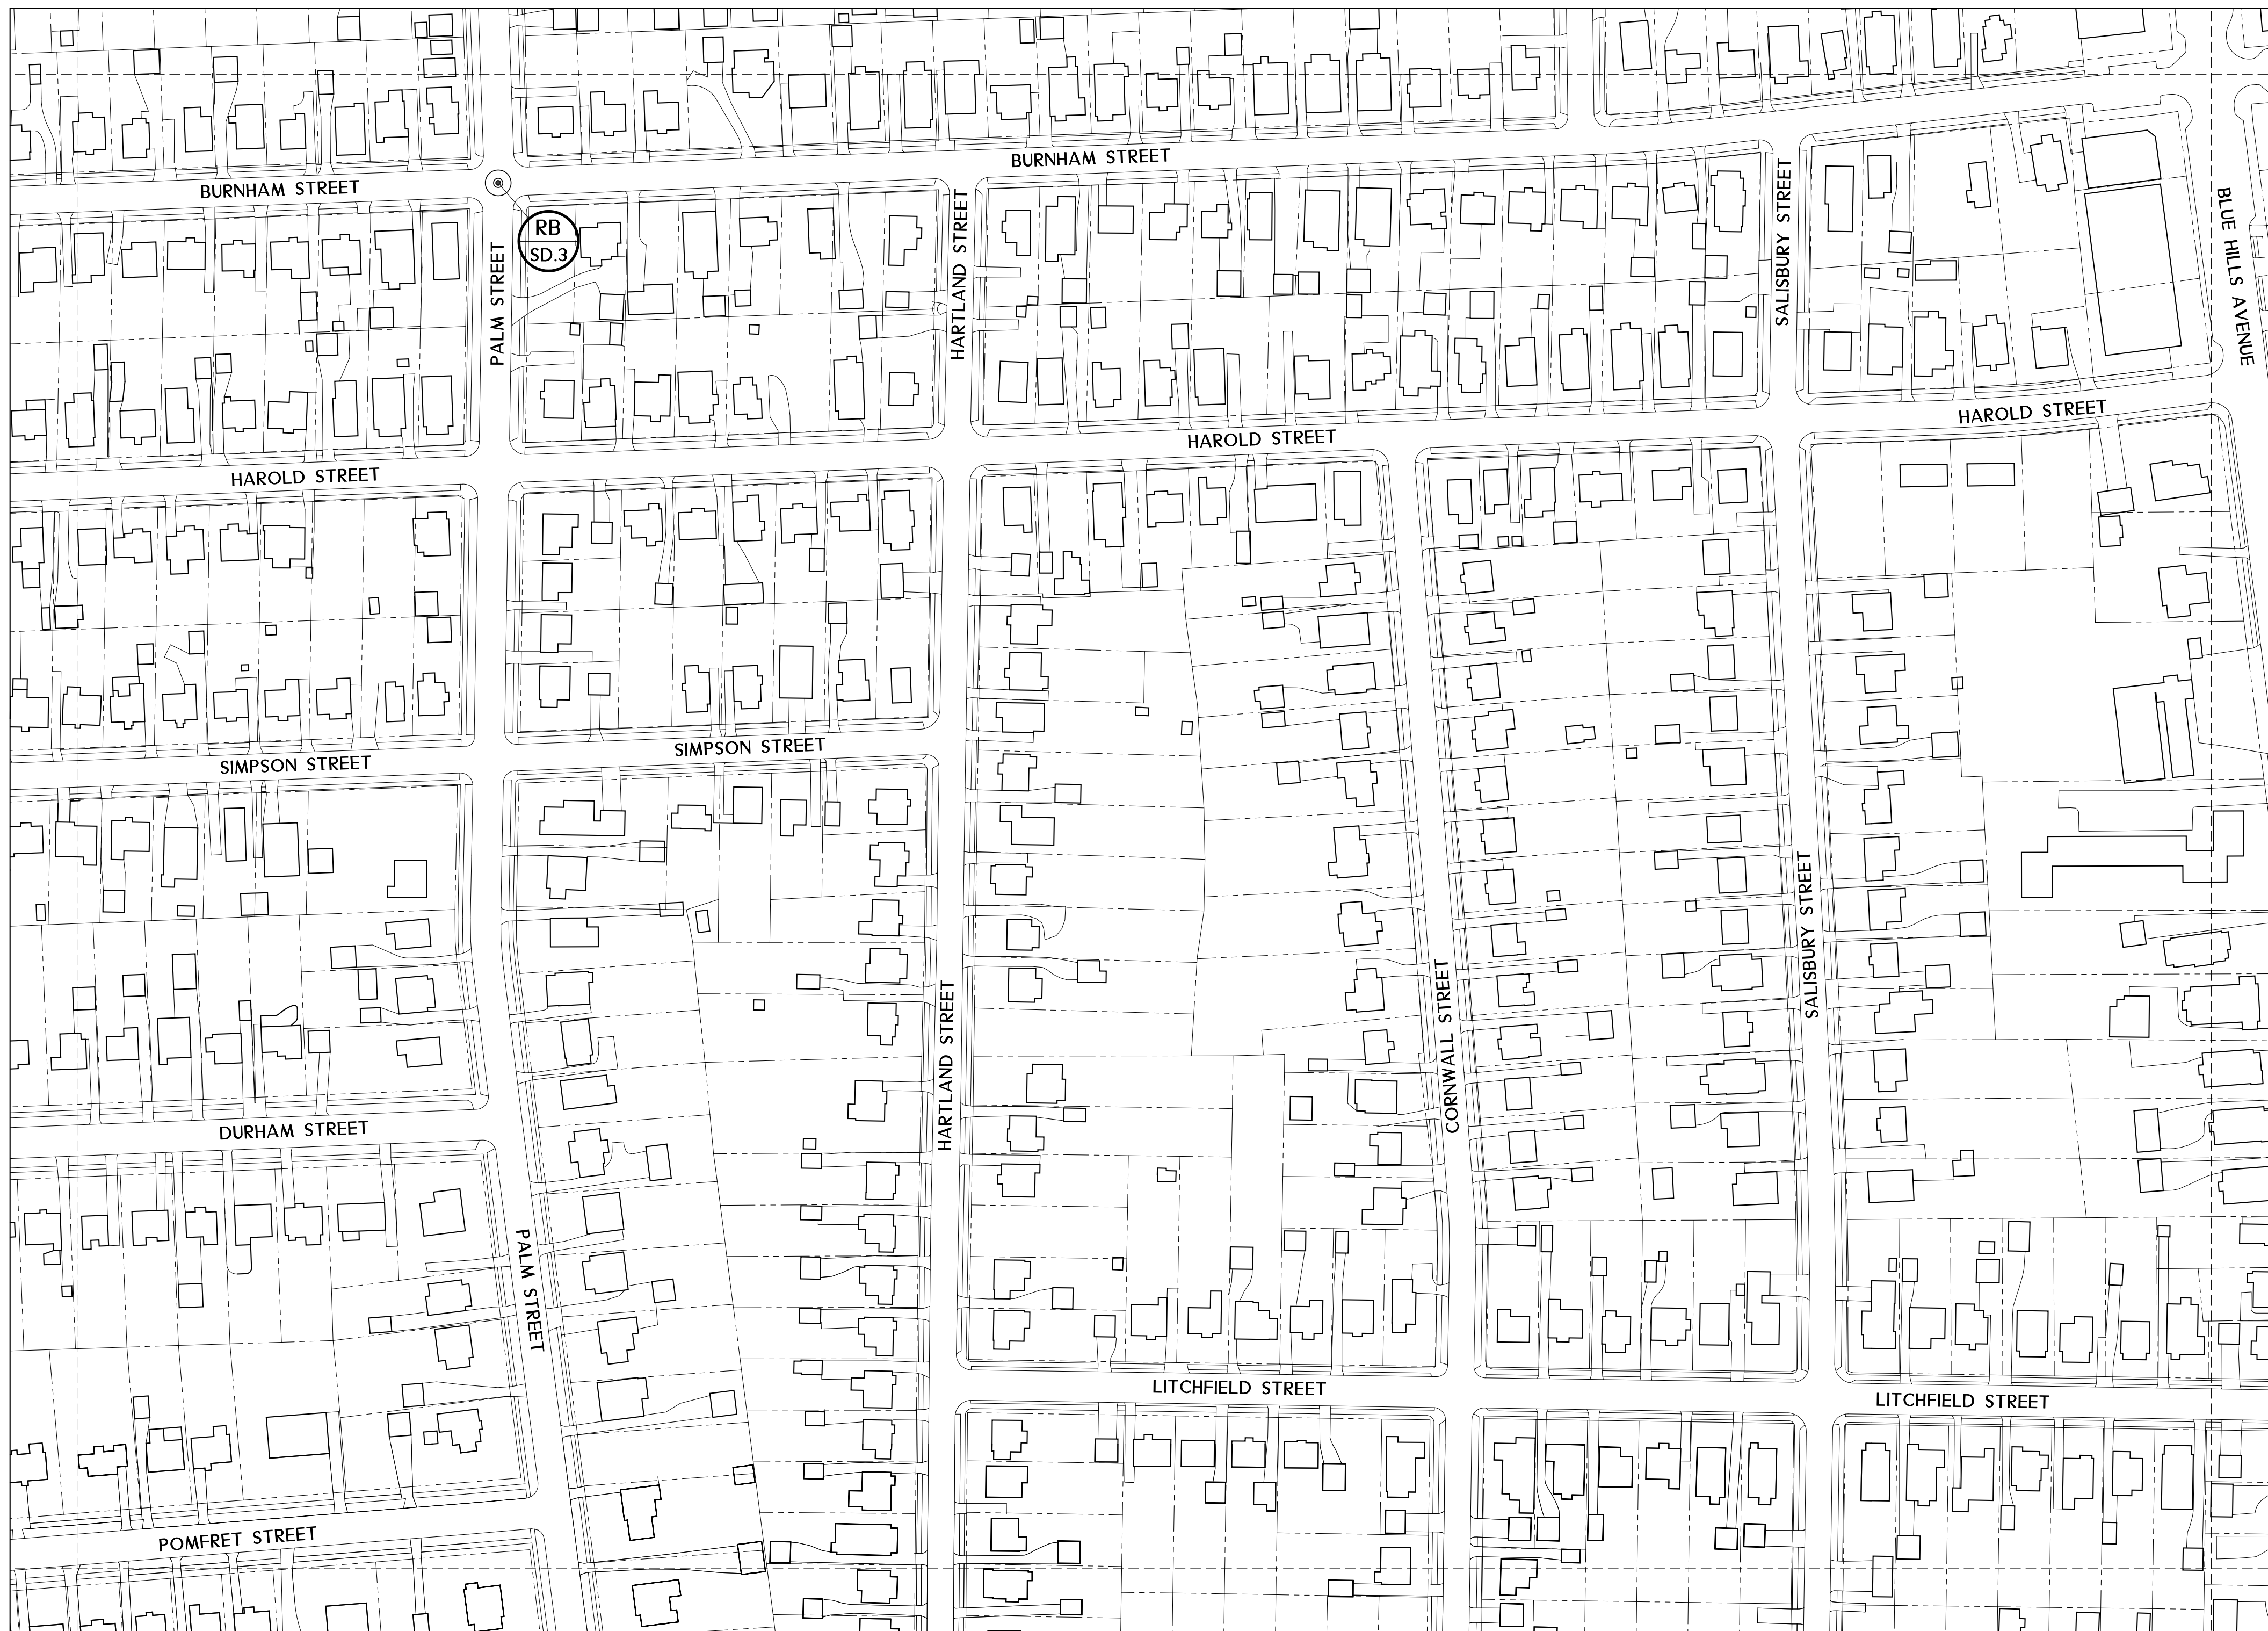 BURNHAM STREET
BURNHAM STREET
RB
SD.3
PALM STREET
HARTLAND STREET
SALISBURY STREET
BLUE HILLS AVENUE
HAROLD STREET
HAROLD STREET
HAROLD STREET
SIMPSON STREET
SIMPSON STREET
SALISBURY STREET
CORNWALL STREET
HARTLAND STREET
DURHAM STREET
PALM STREET
LITCHFIELD STREET
LITCHFIELD STREET
POMFRET STREET